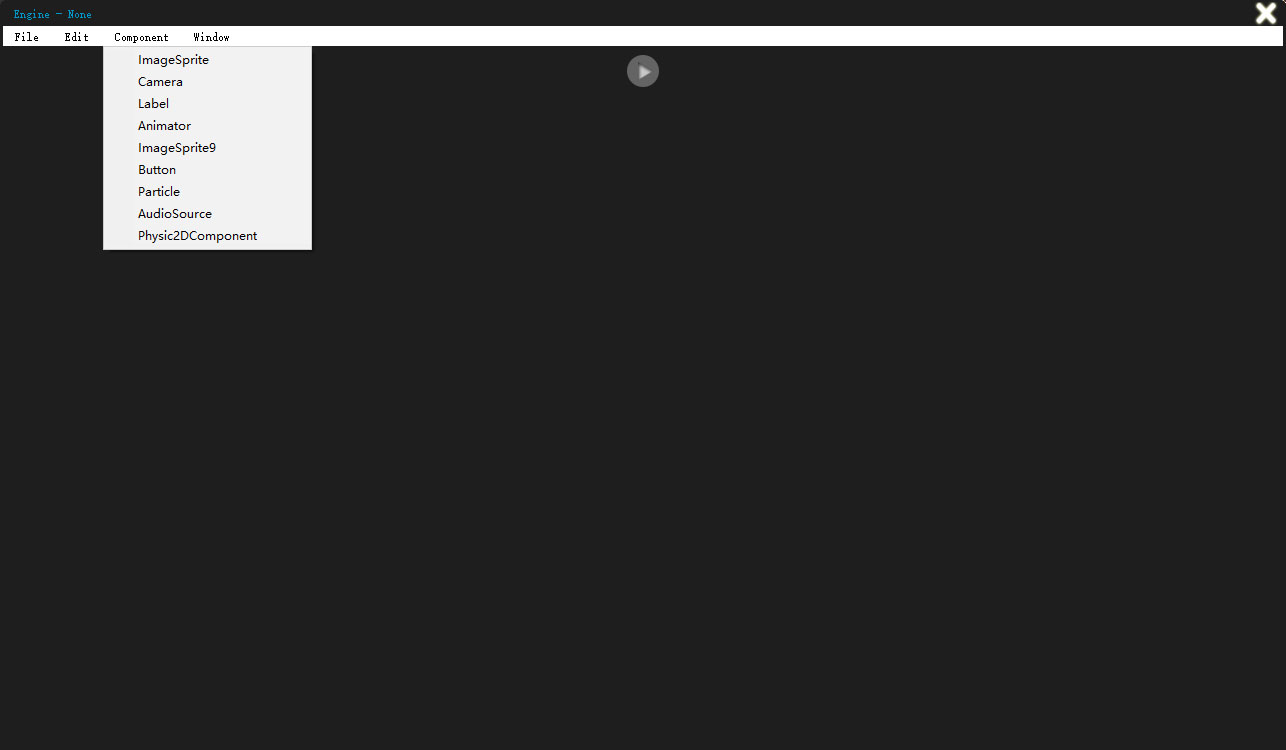 Engine - None
File Edit Component Window
ImageSprite
Camera
Label
Animator
ImageSprite9
Button
Particle
AudioSource
Physic2DComponent